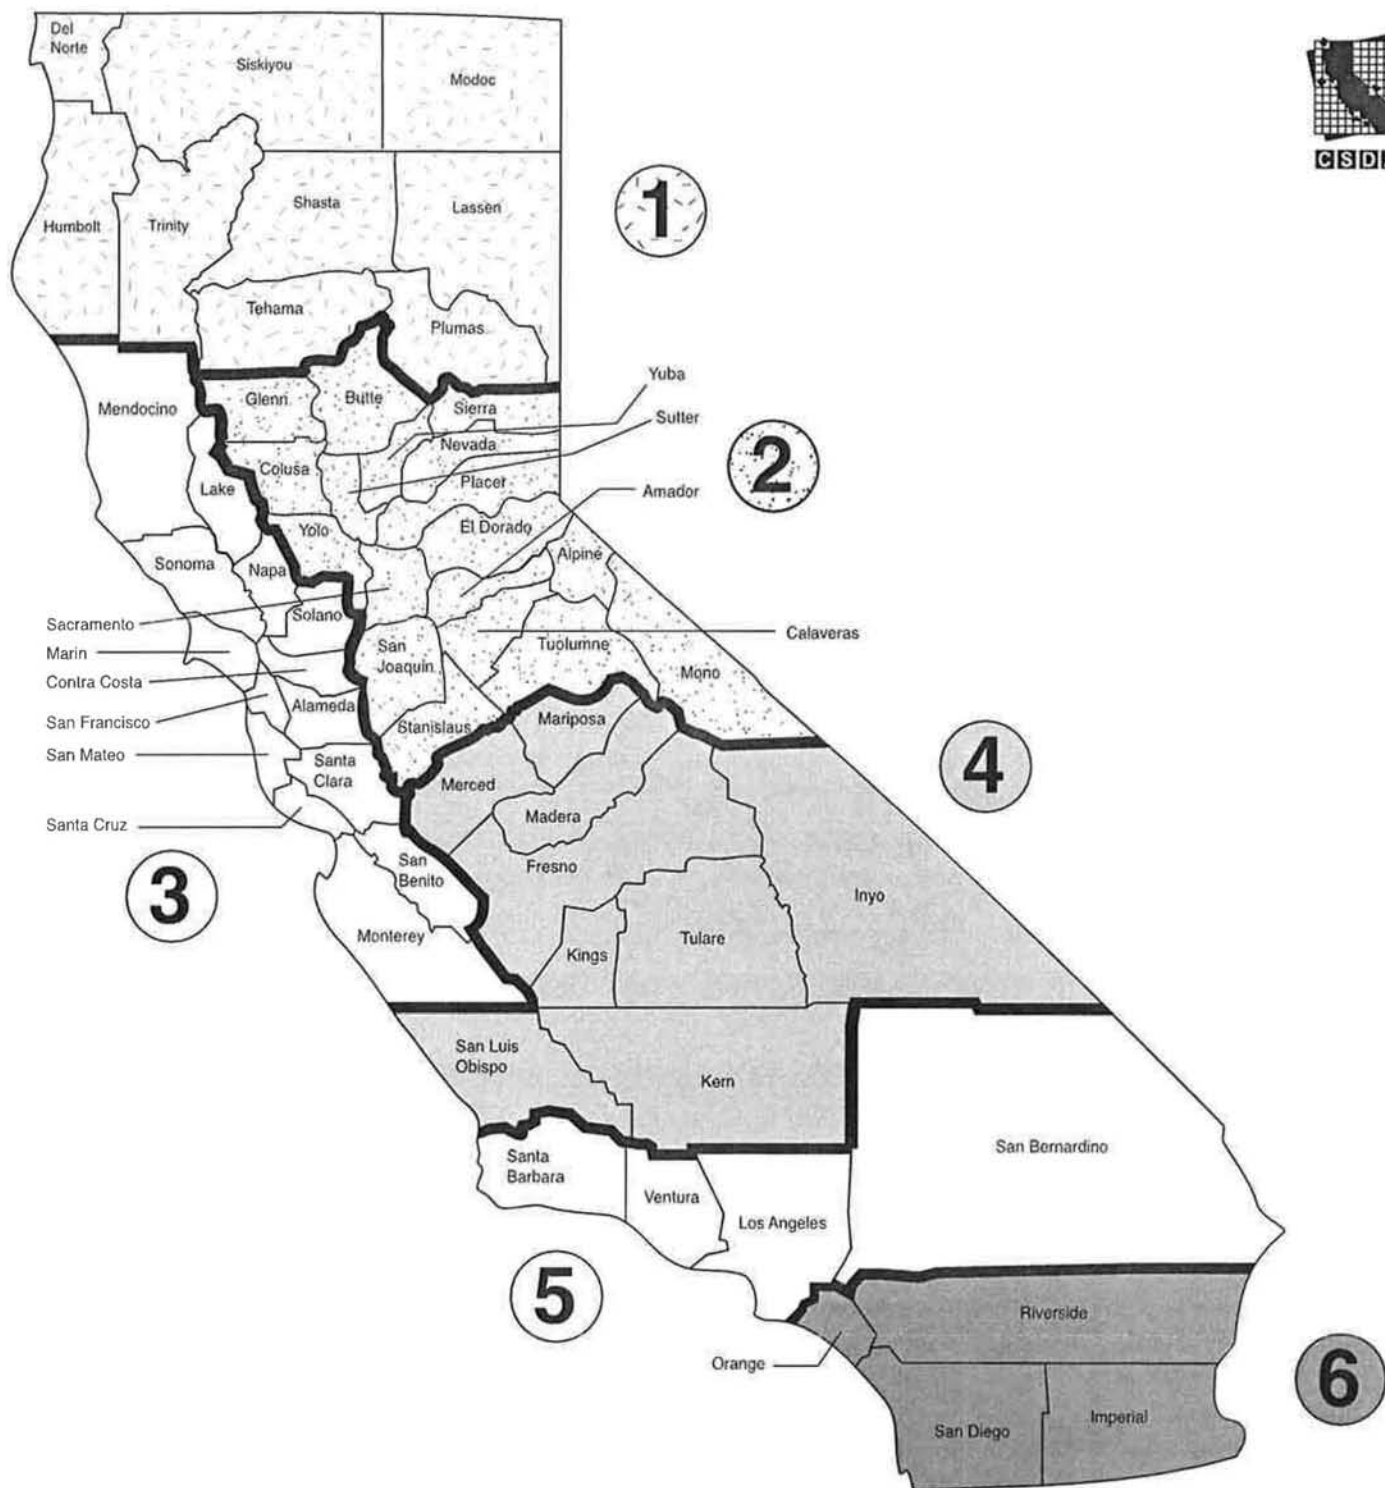 Del
Norte
Siskiyou
Modoc
CSD
1
Shasta
Lassen
Humbolt
Trinity
Tehama
Plumas
Yuba
Glenn
Butte
Sierra
Sutter
Mendocino
Nevada
2
Colusa
Placer
Lake
Amador
Yolo
El Dorado
Alpine
Sonoma
Napa
Solano
Sacramento
Calaveras
San
Joaquin
Tuolumne
Marin
Mono
Contra Costa
Alameda
San Francisco
Stanislaus
Mariposa
San Mateo
Santa
Clara
4
Merced
Santa Cruz
Madera
San
Benito
Fresno
3
Inyo
Monterey
Kings
Tulare
San Luis
Obispo
Kern
San Bernardino
Santa
Barbara
Ventura
Los Angeles
5
Riverside
Orange
6
San Diego
Imperial